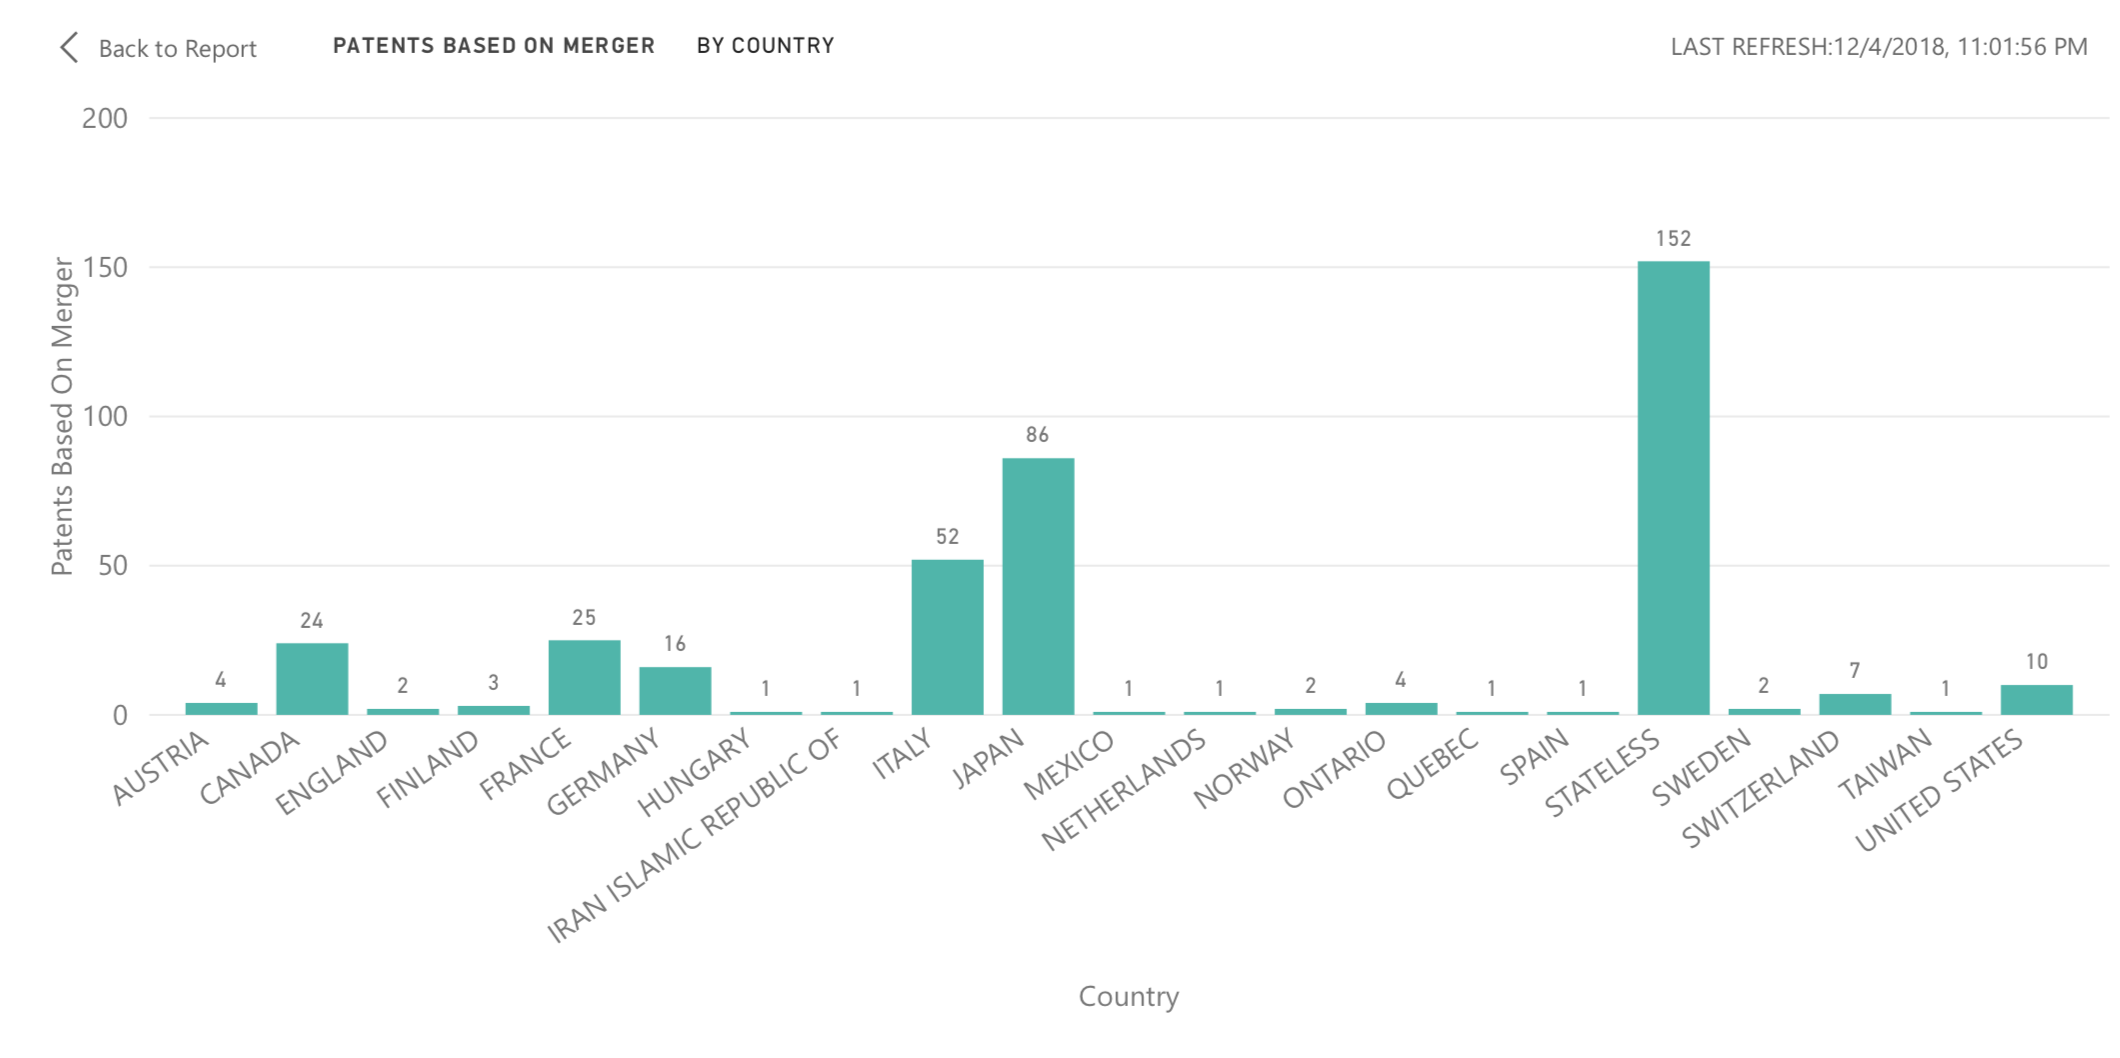 Back to Report
PATENTS BASED ON MERGER
BY COUNTRY
LAST REFRESH:12/4/2018, 11:01:56 PM
Patents Based On Merger
200
150
100
50
0
4
24
2
3
25
16
1
1
52
86
1
1
2
4
1
1
152
2
7
1
10
AUSTRIA
CANADA
ENGLAND
FINLAND
FRANCE
GERMANY
HUNGARY
IRAN ISLAMIC REPUBLIC OF
ITALY
JAPAN
MEXICO
NETHERLANDS
NORWAY
ONTARIO
QUEBEC
SPAIN
STATELESS
SWEDEN
SWITZERLAND
TAIWAN
UNITED STATES
Country